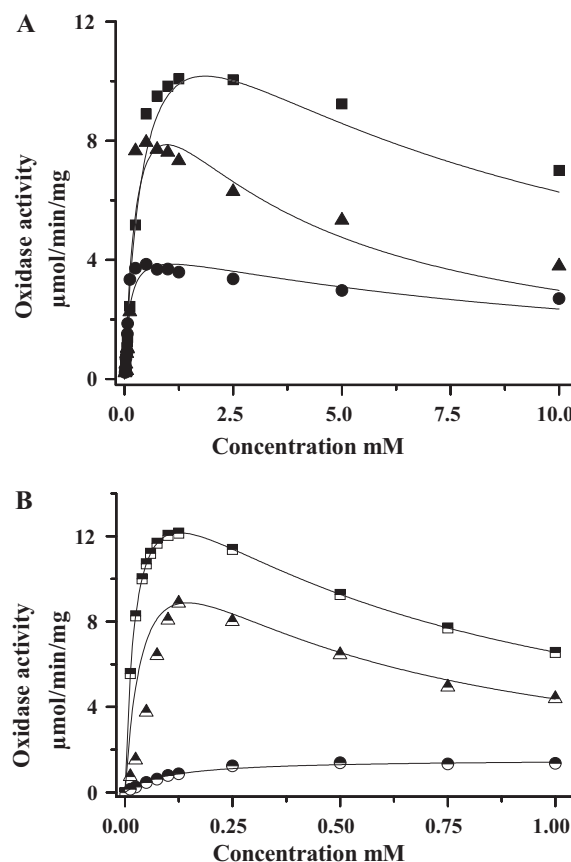 A
12
8
4
0
Oxidase activity
µmol/min/mg
0.0
2.5
5.0
7.5
10.0
Concentration mM
B
12
8
4
0
Oxidase activity
µmol/min/mg
0.00
0.25
0.50
0.75
1.00
Concentration mM